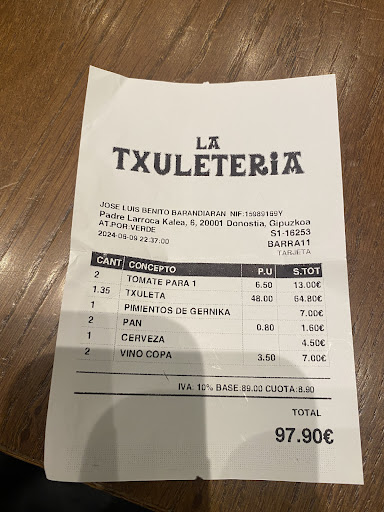 LA
TXULETERIA
JOSE LUIS BENITO BARANDIARAN NIF:15989169Y
Padre Larroca Kalea, 6, 20001 Donostia, Gipuzkoa
AT.POR:VERDE S1-16253
2024-09-09 22:37:00 BARRA11
TARJETA
CANT CONCEPTO P.U S.TOT
2 TOMATE PARA 1 6.50 13.00€
1.35 TXULETA 48.00 64.80€
1 PIMIENTOS DE GERNIKA 7.00€
2 PAN 0.80 1.60€
1 CERVEZA 4.50€
2 VINO COPA 3.50 7.00€
IVA: 10% BASE:89.00 CUOTA:8.90
TOTAL
97.90€